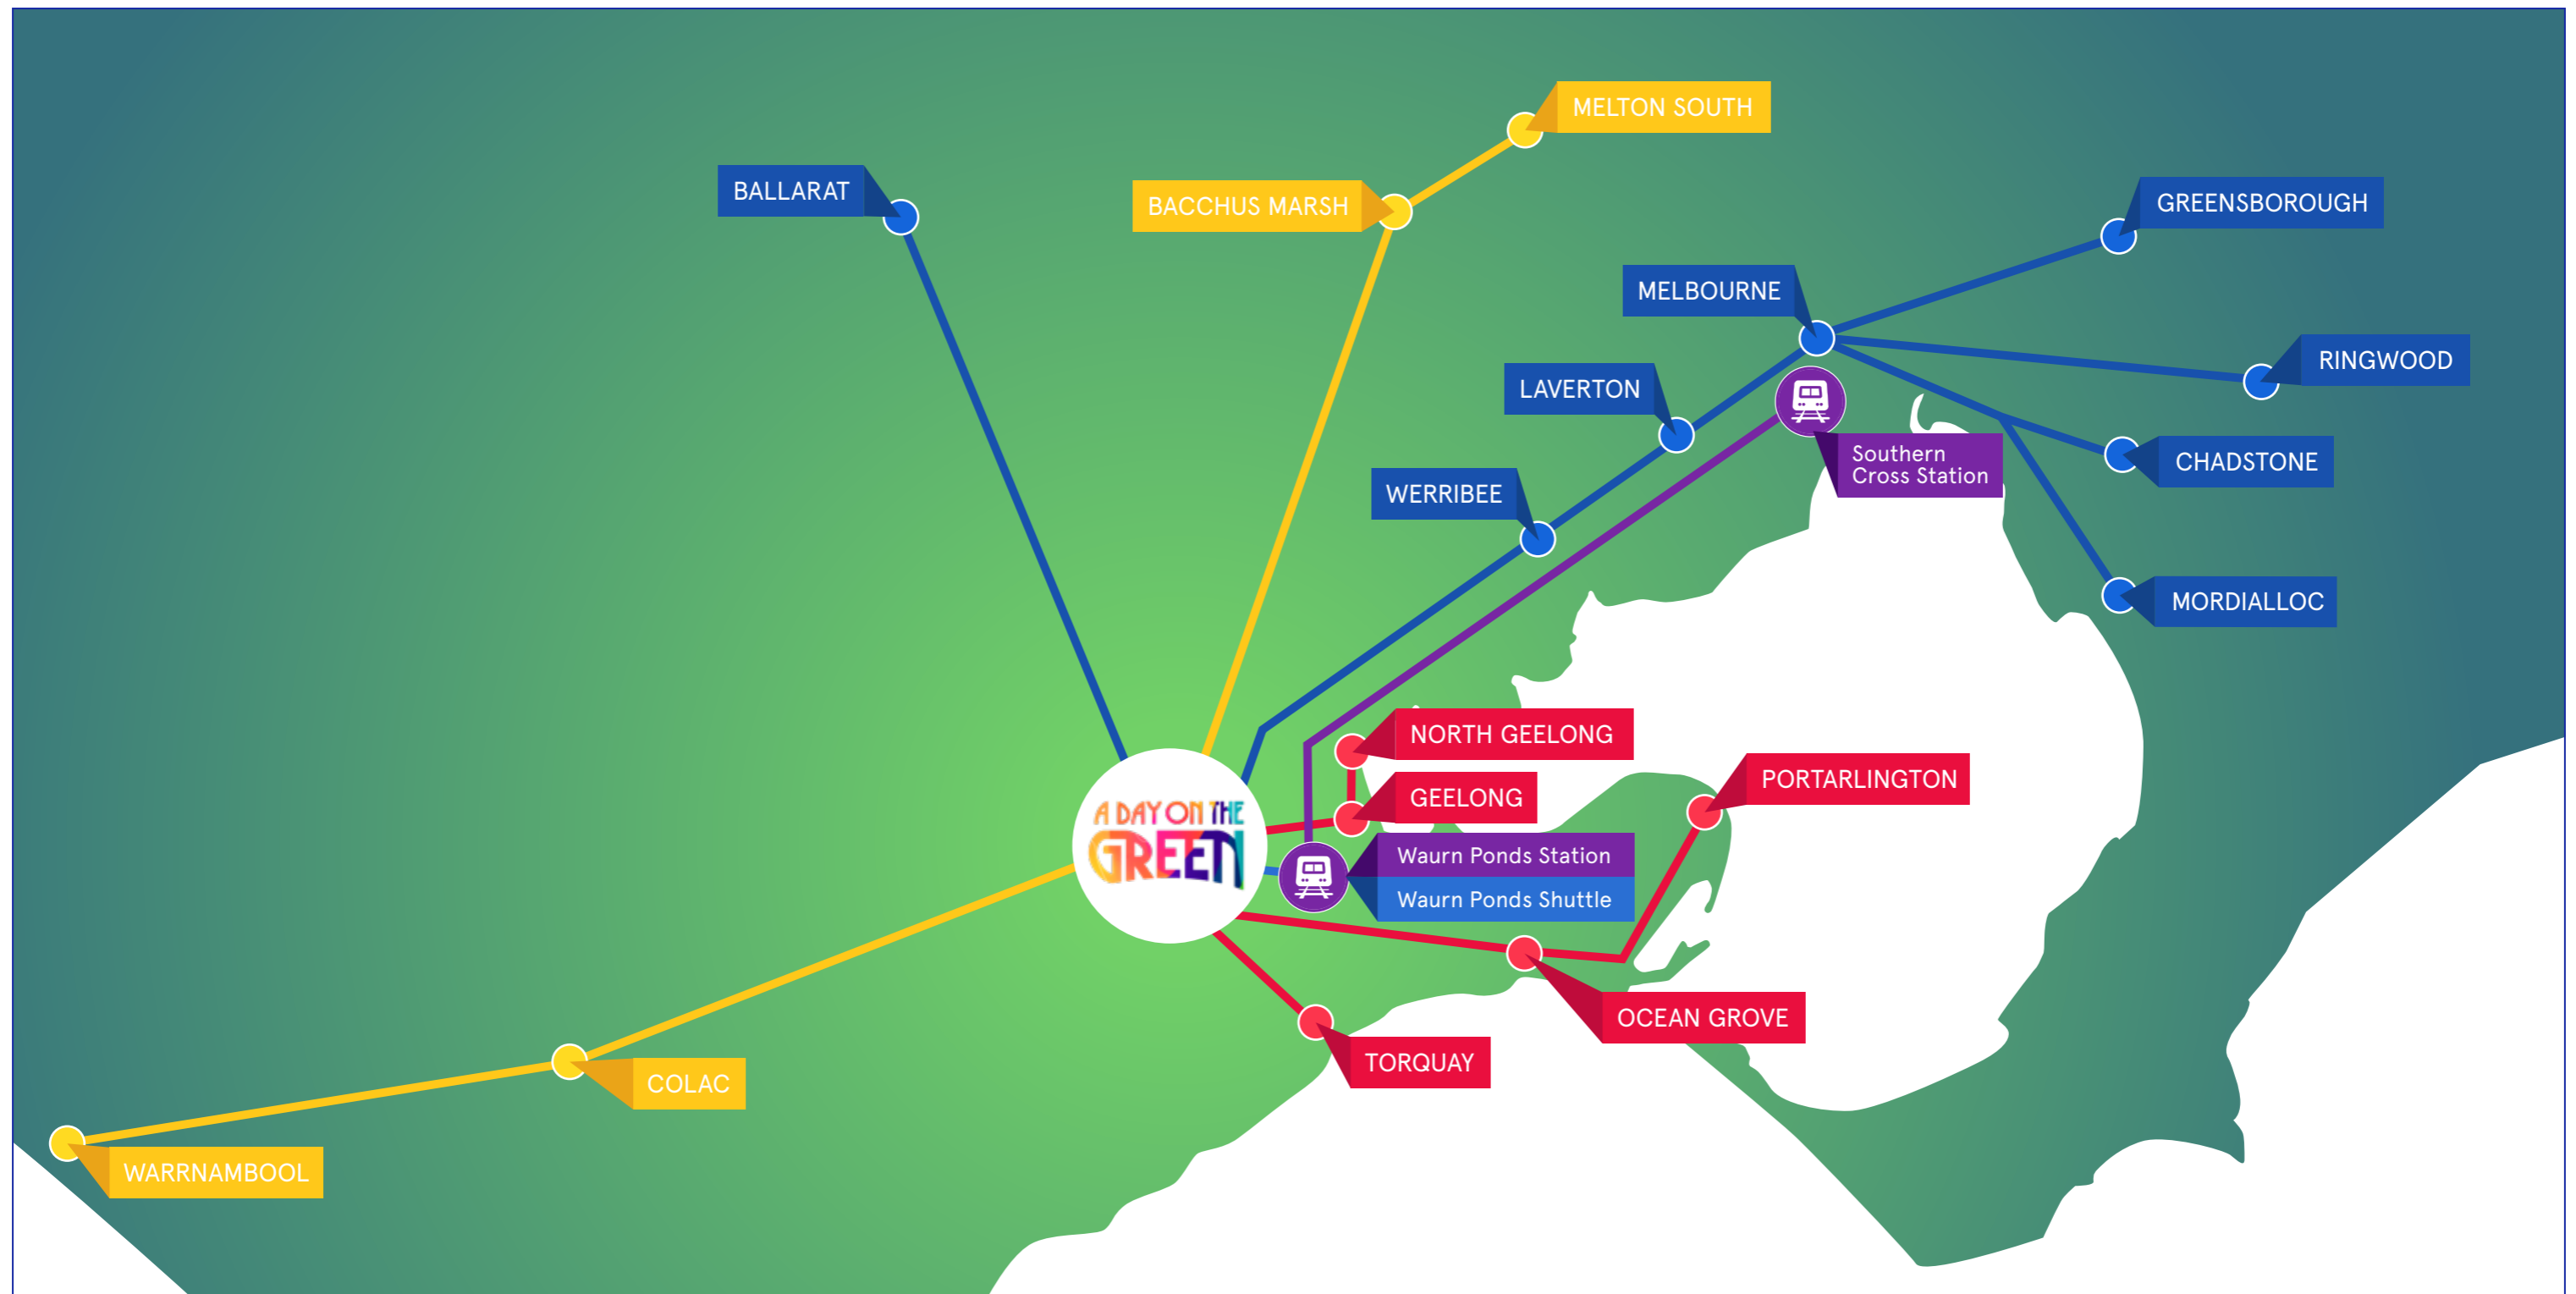 MELTON SOUTH
BALLARAT
BACCHUS MARSH
GREENSBOROUGH
MELBOURNE
RINGWOOD
LAVERTON
Southern
Cross Station
CHADSTONE
WERRIBEE
MORDIALLOC
NORTH GEELONG
PORTARLINGTON
GEELONG
A DAY ON THE
GREEN
Waurn Ponds Station
Waurn Ponds Shuttle
OCEAN GROVE
TORQUAY
COLAC
WARRNAMBOOL